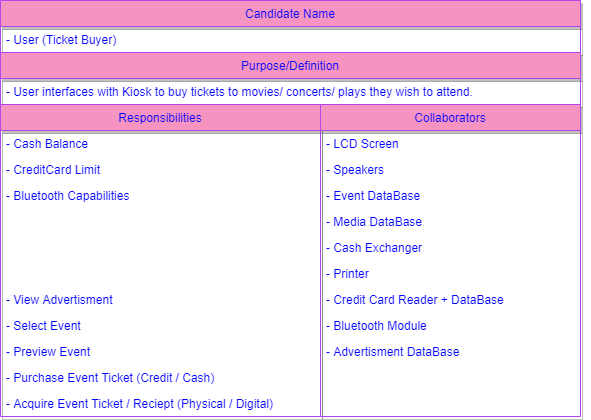 Candidate Name
- User (Ticket Buyer)
Purpose/Definition
- User interfaces with Kiosk to buy tickets to movies/ concerts/ plays they wish to attend.
Responsibilities
- Cash Balance
- CreditCard Limit
- Bluetooth Capabilities
- View Advertisment
- Select Event
- Preview Event
- Purchase Event Ticket (Credit / Cash)
- Acquire Event Ticket / Reciept (Physical / Digital)
Collaborators
- LCD Screen
- Speakers
- Event DataBase
- Media DataBase
- Cash Exchanger
- Printer
- Credit Card Reader + DataBase
- Bluetooth Module
- Advertisment DataBase